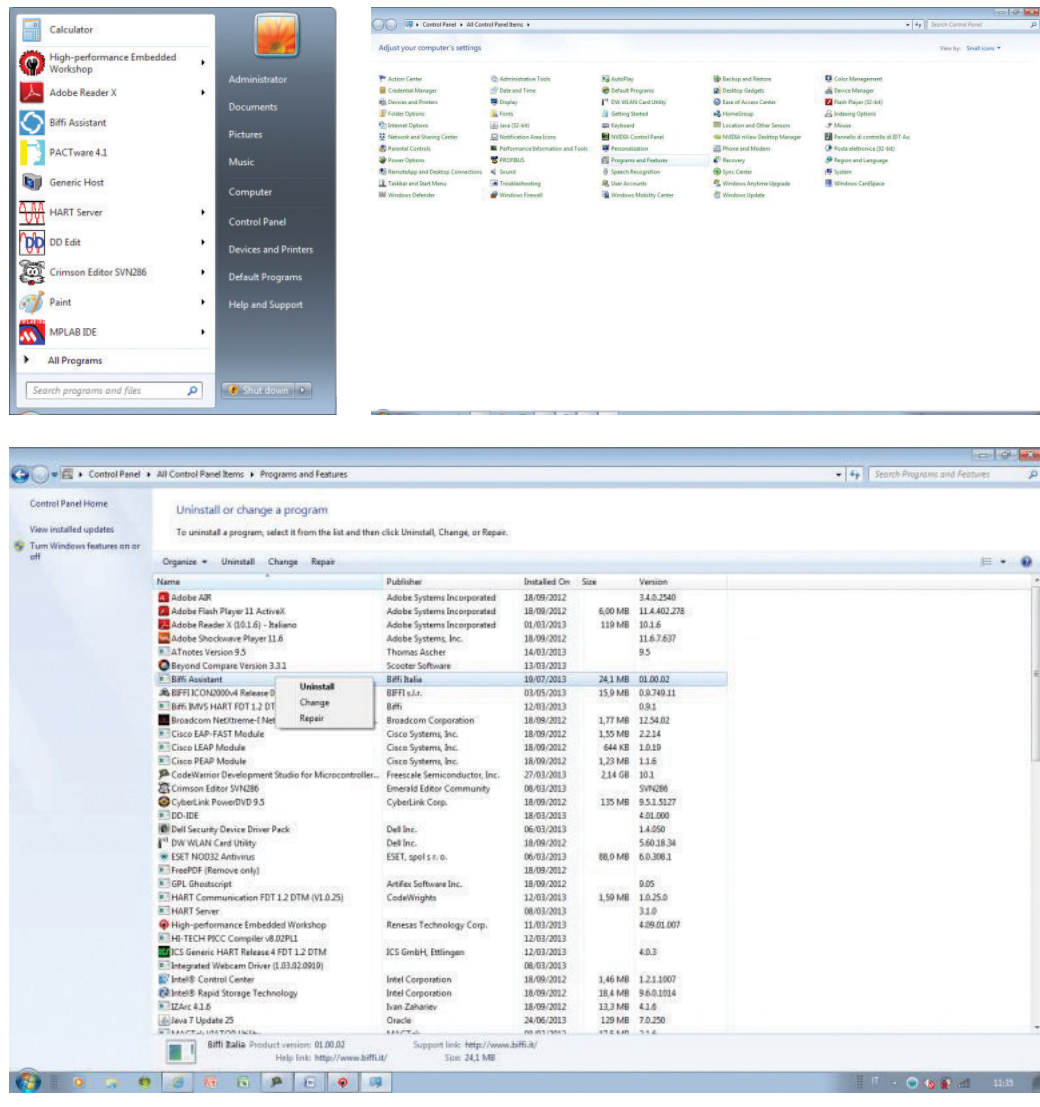 Calculator
High-performance Embedded
Workshop
Adobe Reader X
Biffi Assistant
PACTware 4.1
Generic Host
HART Server
DD Edit
Crimson Editor SVN286
Paint
MPLAB IDE
All Programs
Search programs and files
Administrator
Documents
Pictures
Music
Computer
Control Panel
Devices and Printers
Default Programs
Help and Support
Shut down
Control Panel All Control Panel Items
Search Control Panel
Adjust your computer's settings
View by: Small icons
Action Center Administrative Tools AutoPlay Backup and Restore Color Management
Credential Manager Date and Time Default Programs Desktop Gadgets Device Manager
Devices and Printers Display DW WLAN Card Utility Ease of Access Center Flash Player (32-bit)
Folder Options Fonts Getting Started HomeGroup Indexing Options
Internet Options Java (32-bit) Keyboard Location and Other Sensors Mouse
Network and Sharing Center Notification Area Icons NVIDIA Control Panel NVIDIA nView Desktop Manager Pannello di controllo di IDT Au
Parental Controls Performance Information and Tools Personalization Phone and Modem Posta elettronica (32-bit)
Power Options PROFIBUS Programs and Features Recovery Region and Language
RemoteApp and Desktop Connections Sound Speech Recognition Sync Center System
Taskbar and Start Menu Troubleshooting User Accounts Windows Anytime Upgrade Windows CardSpace
Windows Defender Windows Firewall Windows Mobility Center Windows Update
Control Panel All Control Panel Items Programs and Features
Search Programs and Features
Control Panel Home
View installed updates
Turn Windows features on or
off
Uninstall or change a program
To uninstall a program, select it from the list and then click Uninstall, Change, or Repair.
Organize Uninstall Change Repair
Name Publisher Installed On Size Version
Adobe AIR Adobe Systems Incorporated 18/09/2012 3.4.0.2540
Adobe Flash Player 11 ActiveX Adobe Systems Incorporated 18/09/2012 6,00 MB 11.4.402.278
Adobe Reader X (10.1.6) - Italiano Adobe Systems Incorporated 01/03/2013 119 MB 10.1.6
Adobe Shockwave Player 11.6 Adobe Systems, Inc. 18/09/2012 11.6.7.637
ATnotes Version 9.5 Thomas Ascher 14/03/2013 9.5
Beyond Compare Version 3.3.1 Scooter Software 13/03/2013
Biffi Assistant Biffi Italia 19/07/2013 24,1 MB 01.00.02
BIFFI ICON2000v4 Release 0 BIFFI s.l.r. 03/05/2013 15,9 MB 0.9.749.11
Biffi IMVS HART FDT 1.2 DT Biffi 12/03/2013 0.9.1
Broadcom NetXtreme-I Net Broadcom Corporation 18/09/2012 1,77 MB 12.54.02
Uninstall
Change
Repair
Cisco EAP-FAST Module Cisco Systems, Inc. 18/09/2012 1,55 MB 2.2.14
Cisco LEAP Module Cisco Systems, Inc. 18/09/2012 644 KB 1.0.19
Cisco PEAP Module Cisco Systems, Inc. 18/09/2012 1,23 MB 1.1.6
CodeWarrior Development Studio for Microcontroller... Freescale Semiconductor, Inc. 27/03/2013 2,14 GB 10.1
Crimson Editor SVN286 Emerald Editor Community 08/03/2013 SVN286
CyberLink PowerDVD 9.5 CyberLink Corp. 18/09/2012 135 MB 9.5.1.5127
DD-IDE 18/03/2013 4.01.000
Dell Security Device Driver Pack Dell Inc. 06/03/2013 1.4.050
DW WLAN Card Utility Dell Inc. 18/09/2012 5.60.18.34
ESET NOD32 Antivirus ESET, spol s r. o. 06/03/2013 88,0 MB 6.0.308.1
FreePDF (Remove only) 18/09/2012
GPL Ghostscript Artifex Software Inc. 18/09/2012 9.05
HART Communication FDT 1.2 DTM (V1.0.25) CodeWrights 12/03/2013 1,59 MB 1.0.25.0
HART Server 08/03/2013 3.1.0
High-performance Embedded Workshop Renesas Technology Corp. 11/03/2013 4.09.01.007
HI-TECH PICC Compiler v8.02PL1 12/03/2013
ICS Generic HART Release 4 FDT 1.2 DTM ICS GmbH, Ettlingen 12/03/2013 4.0.3
Integrated Webcam Driver (1.03.02.0919) 08/03/2013
Intel® Control Center Intel Corporation 18/09/2012 1,46 MB 1.2.1.1007
Intel® Rapid Storage Technology Intel Corporation 18/09/2012 18,4 MB 9.6.0.1014
IZArc 4.1.6 Ivan Zahariev 18/09/2012 13,3 MB 4.1.6
Java 7 Update 25 Oracle 24/06/2013 129 MB 7.0.250
Biffi Italia Product version: 01.00.02 Support link: http://www.biffi.it/
Help link: http://www.biffi.it/ Size: 24,1 MB
IT 11:35